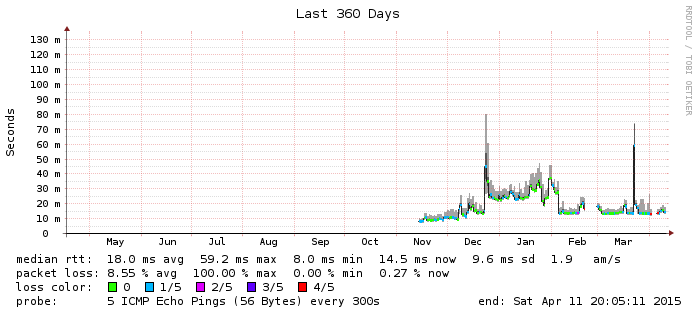 Last 360 Days
RRDTOOL / TOBI OETIKER
Seconds
130 m
120 m
110 m
100 m
90 m
80 m
70 m
60 m
50 m
40 m
30 m
20 m
10 m
0
May Jun Jul Aug Sep Oct Nov Dec Jan Feb Mar
median rtt: 18.0 ms avg 59.2 ms max 8.0 ms min 14.5 ms now 9.6 ms sd 1.9 am/s
packet loss: 8.55 % avg 100.00 % max 0.00 % min 0.27 % now
loss color: 0 1/5 2/5 3/5 4/5
probe: 5 ICMP Echo Pings (56 Bytes) every 300s end: Sat Apr 11 20:05:11 2015